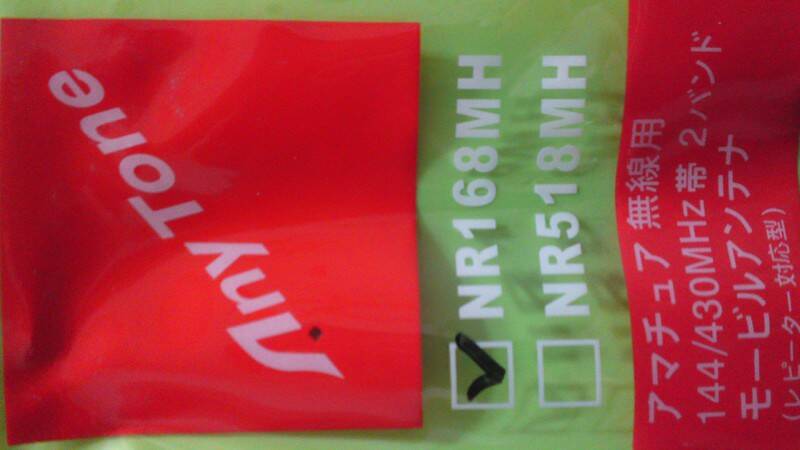 Any Tone
NR168MH
NR518MH
アマチュア 無線用
144/430MHz帯 2バンド
モービルアンテナ
(レピーター対応型)